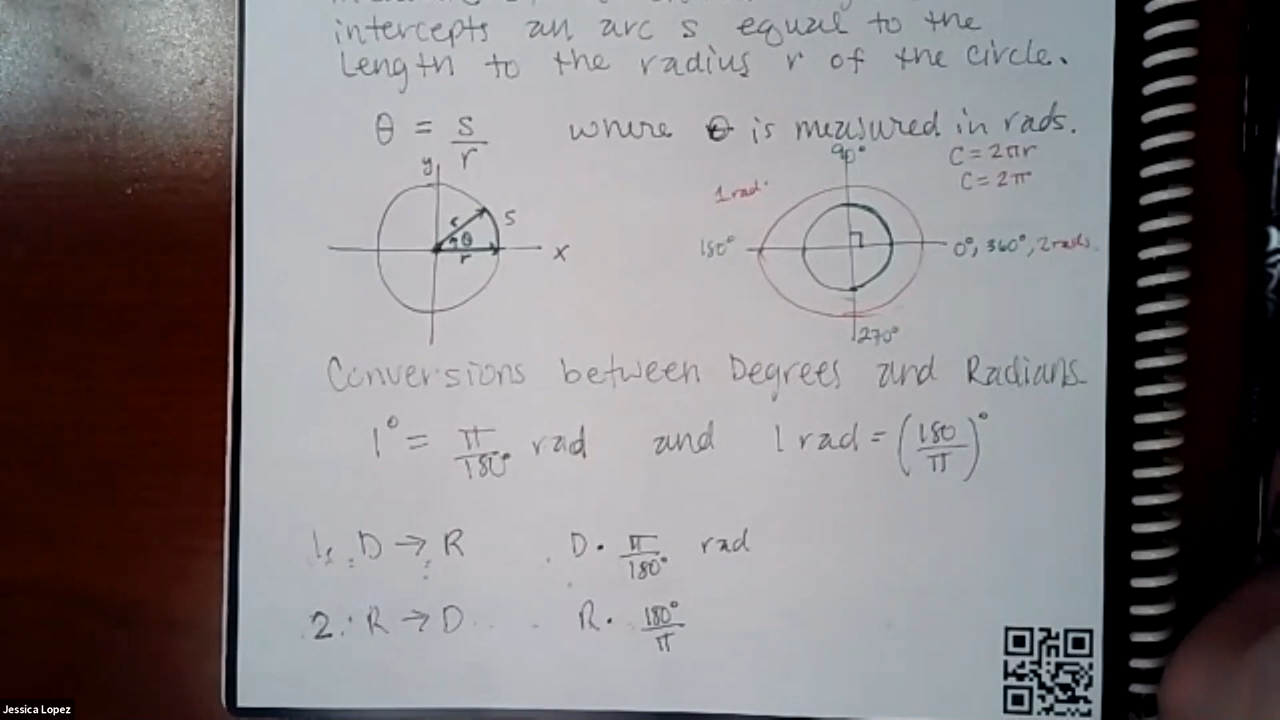 intercepts an arc s equal to the
length to the radius r of the circle.
θ = s/r where θ is measured in rads.
C = 2πr
C = 2π
y
r
θ
r
s
x
90°
1 rad
180°
0°, 360°, 2 rads.
270°
Conversions between Degrees and Radians
1° = π/180° rad and 1 rad = (180/π)°
1. D → R D · π/180° rad
2. R → D R · 180°/π
Jessica Lopez